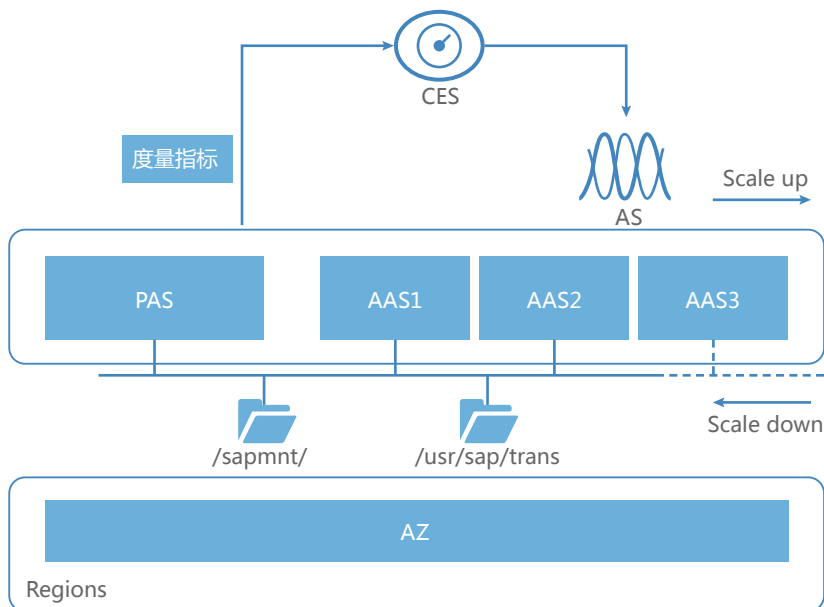 CES
度量指标
Scale up
AS
PAS
AAS1
AAS2
AAS3
Scale down
/sapmnt/
/usr/sap/trans
AZ
Regions